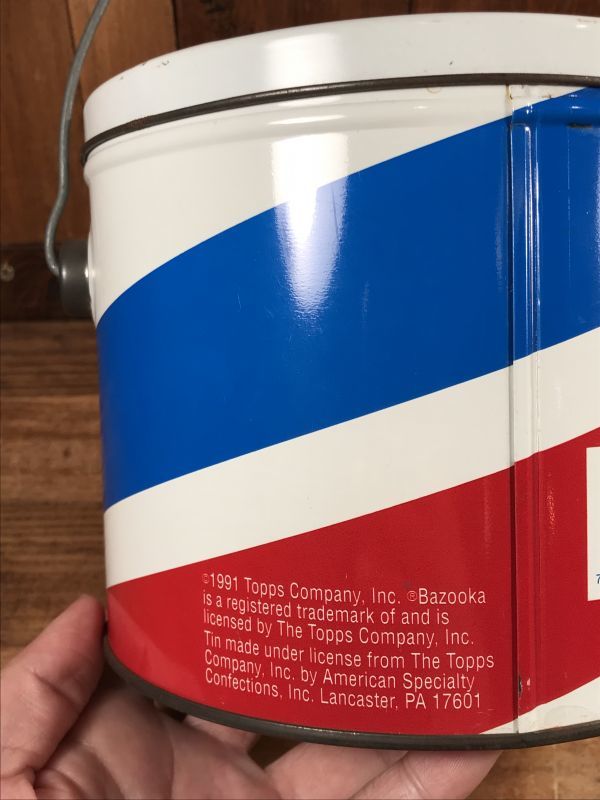 ©1991 Topps Company, Inc. ®Bazooka
is a registered trademark of and is
licensed by The Topps Company, Inc.
Tin made under license from The Topps
Company, Inc. by American Specialty
Confections, Inc. Lancaster, PA 17601
7